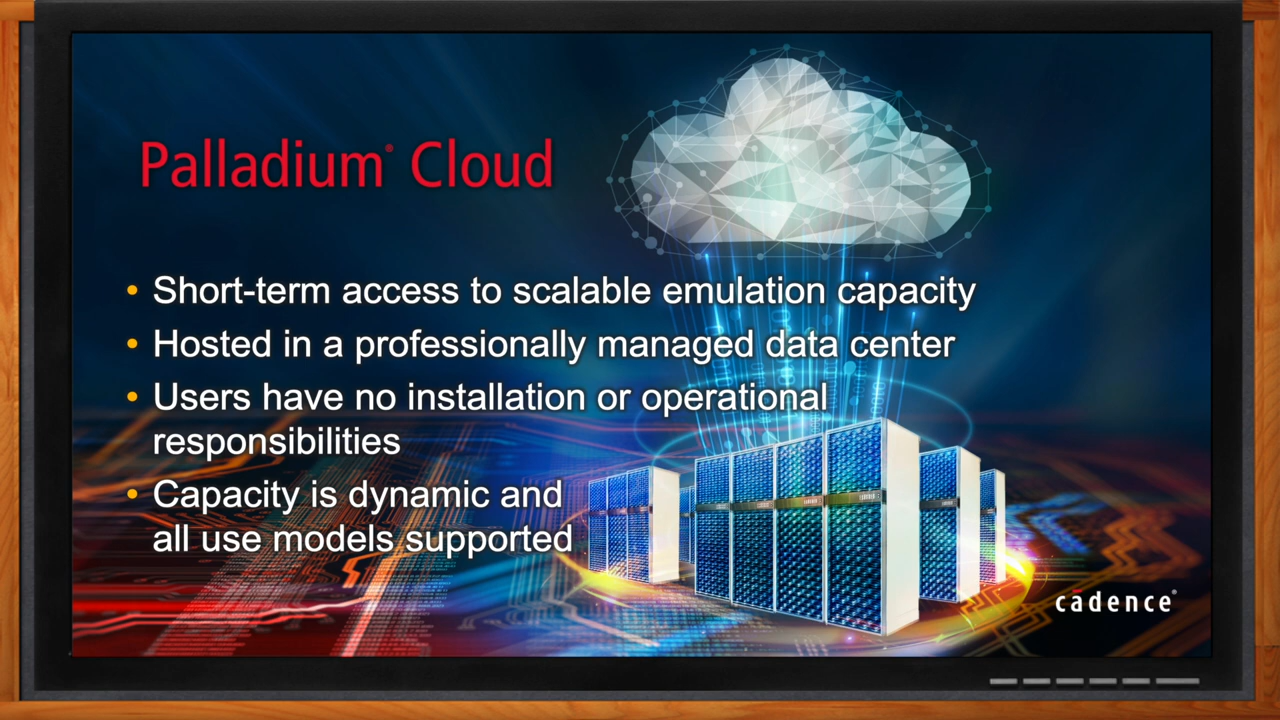 Palladium® Cloud
• Short-term access to scalable emulation capacity
• Hosted in a professionally managed data center
• Users have no installation or operational
responsibilities
• Capacity is dynamic and
all use models supported
cādence®